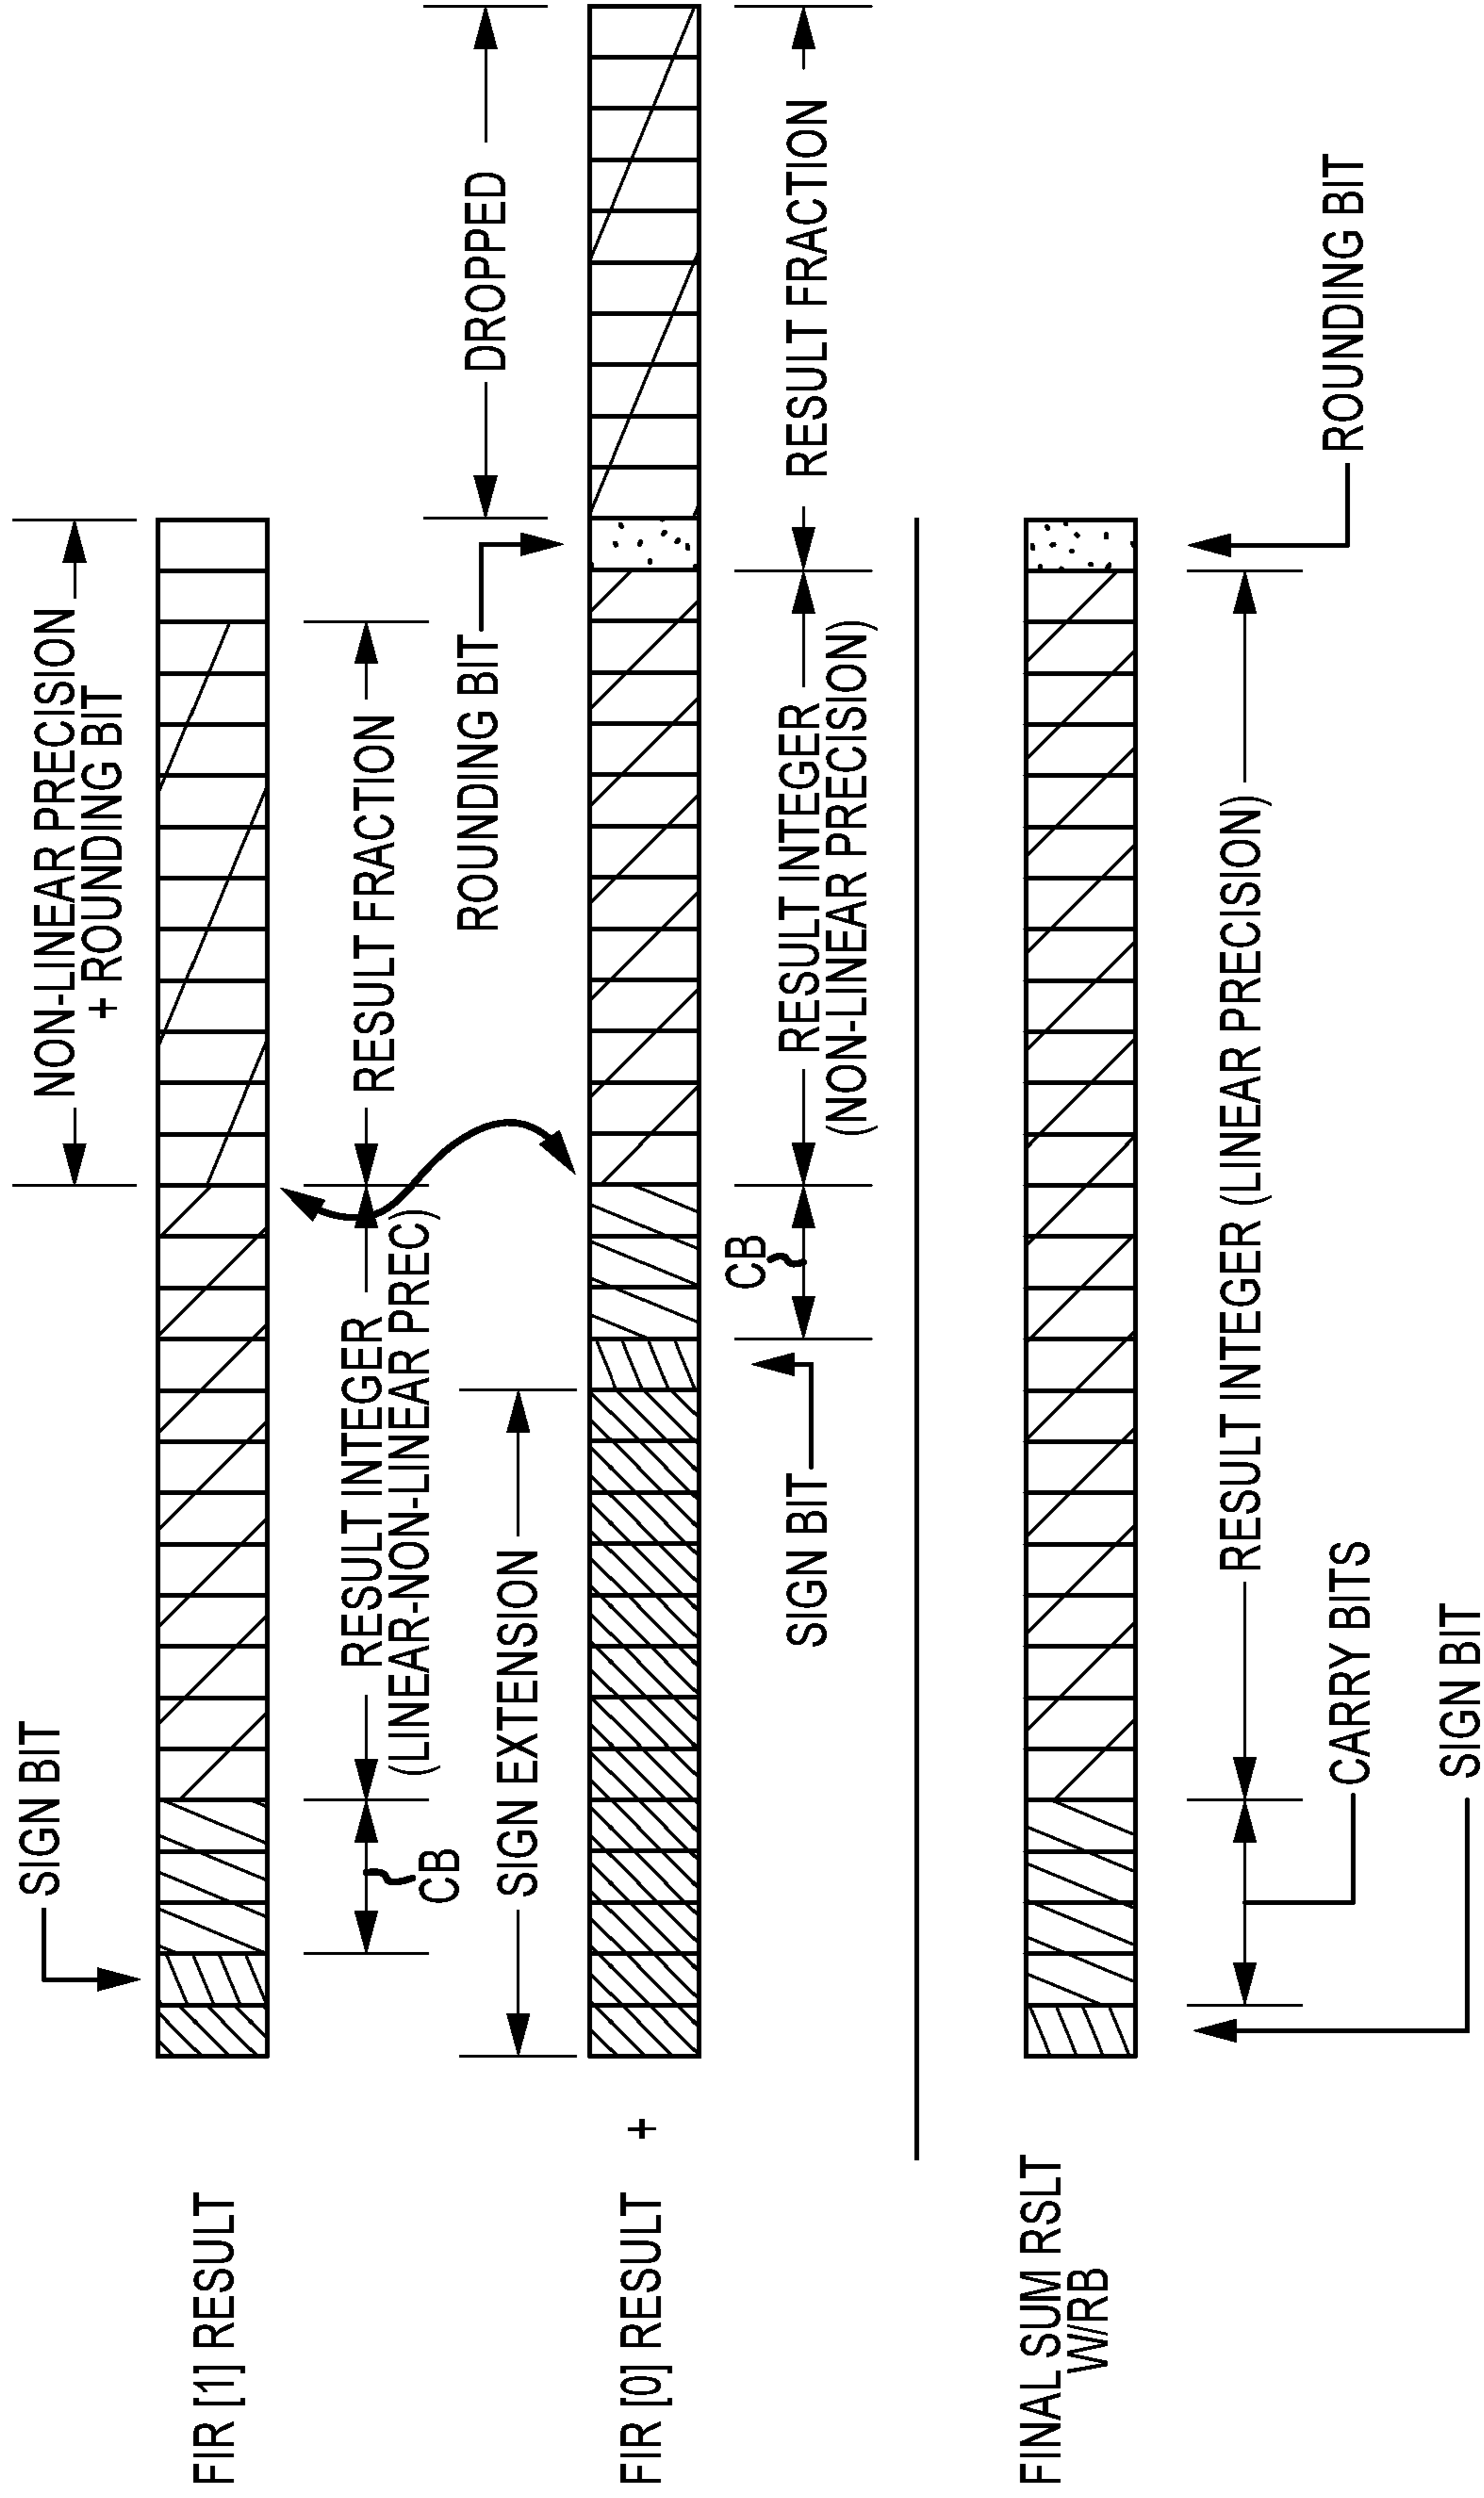 FIR [1] RESULT
SIGN BIT
NON-LINEAR PRECISION
+ ROUNDING BIT
CB
RESULT INTEGER
(LINEAR-NON-LINEAR PREC)
RESULT FRACTION
FIR [0] RESULT +
SIGN EXTENSION
ROUNDING BIT
DROPPED
SIGN BIT
CB
RESULT INTEGER
(NON-LINEAR PRECISION)
RESULT FRACTION
FINAL SUM RSLT
W/RB
RESULT INTEGER (LINEAR PRECISION)
CARRY BITS
ROUNDING BIT
SIGN BIT